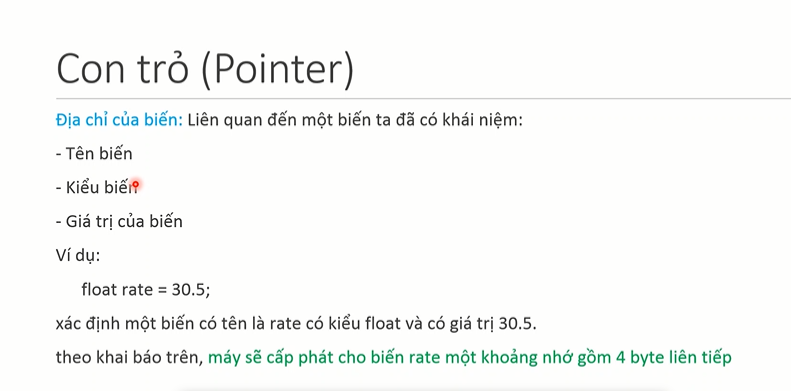 Con trỏ (Pointer)
Địa chỉ của biến: Liên quan đến một biến ta đã có khái niệm:
- Tên biến
- Kiểu biến
- Giá trị của biến
Ví dụ:
float rate = 30.5;
xác định một biến có tên là rate có kiểu float và có giá trị 30.5.
theo khai báo trên, máy sẽ cấp phát cho biến rate một khoảng nhớ gồm 4 byte liên tiếp